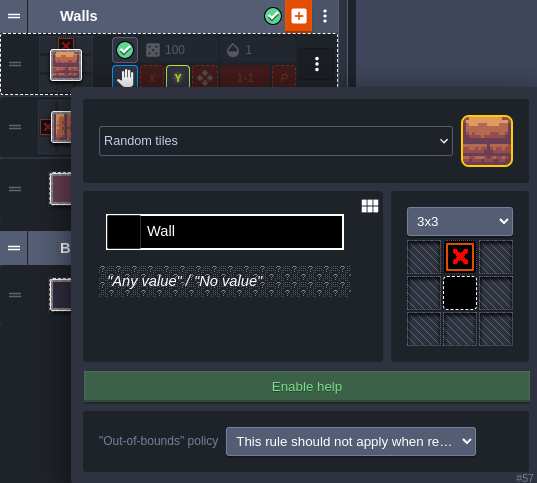 Walls
100
1
X
Y
1-1
P
Random tiles
Wall
3x3
"Any value" / "No value"
B
Enable help
"Out-of-bounds" policy
This rule should not apply when re…
#57